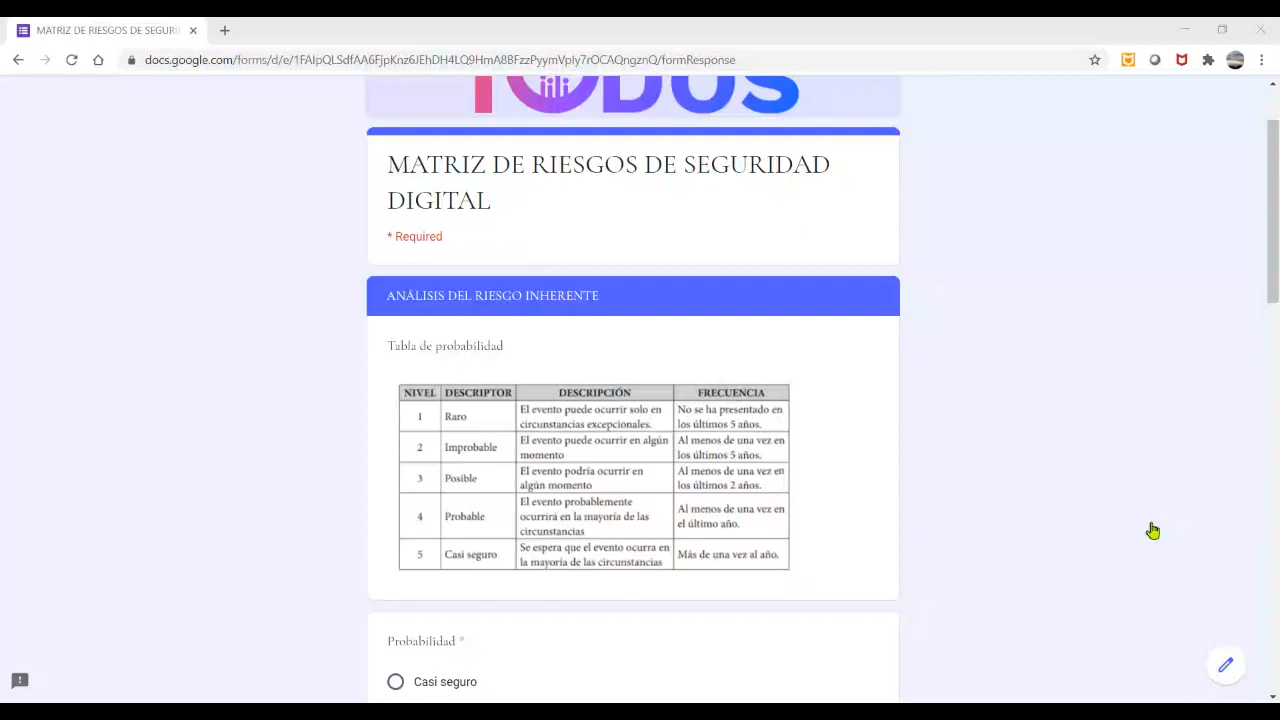 MATRIZ DE RIESGOS DE SEGURI
docs.google.com/forms/d/e/1FAIpQLSdfAA6FjpKnz6JFLDH4LQ9HmA8BFzzPyymVply7rOCAQngznQ/formResponse
TODOS
MATRIZ DE RIESGOS DE SEGURIDAD
DIGITAL
* Required
ANÁLISIS DEL RIESGO INHERENTE
Tabla de probabilidad
NIVEL DESCRIPTOR DESCRIPCIÓN FRECUENCIA
1 Raro El evento puede ocurrir solo en circunstancias excepcionales. No se ha presentado en los últimos 5 años.
2 Improbable El evento puede ocurrir en algún momento Al menos de una vez en los últimos 5 años.
3 Posible El evento podría ocurrir en algún momento Al menos de una vez en los últimos 2 años.
4 Probable El evento probablemente ocurrirá en la mayoría de las circunstancias Al menos de una vez en el último año.
5 Casi seguro Se espera que el evento ocurra en la mayoría de las circunstancias Más de una vez al año.
Probabilidad *
Casi seguro